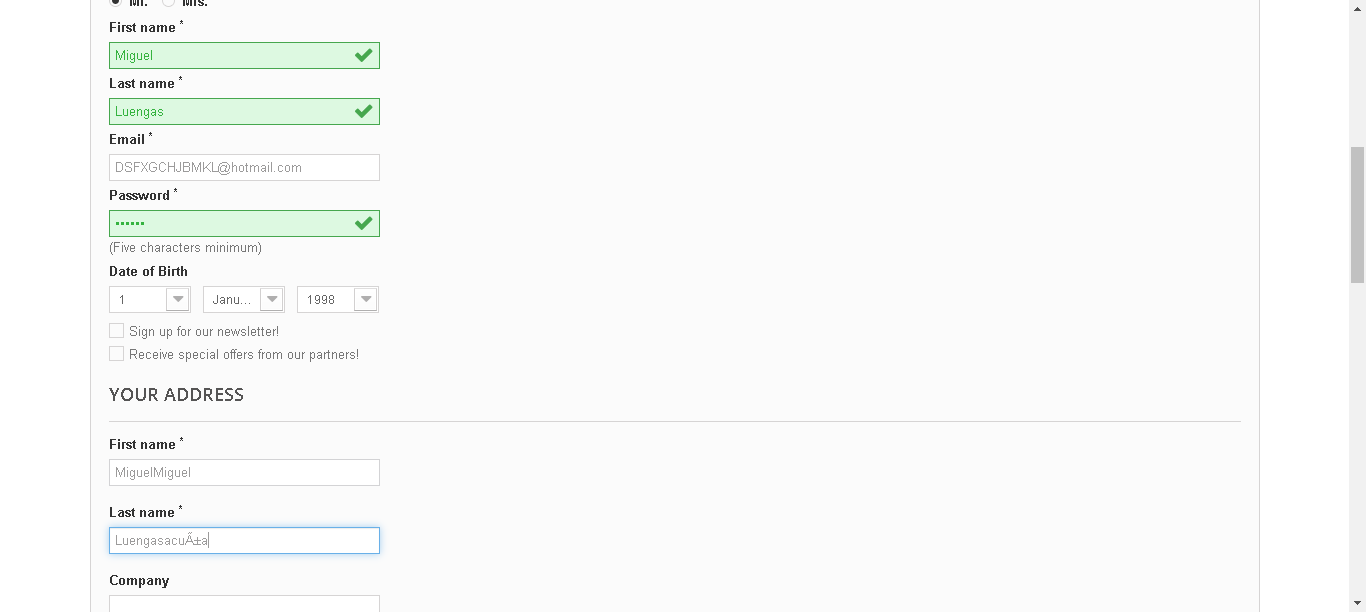 Mr. Mrs.
First name *
Miguel
Last name *
Luengas
Email *
DSFXGCHJBMKL@hotmail.com
Password *
••••••
(Five characters minimum)
Date of Birth
1 Janu... 1998
Sign up for our newsletter!
Receive special offers from our partners!
YOUR ADDRESS
First name *
MiguelMiguel
Last name *
LuengasacuÃ±a
Company